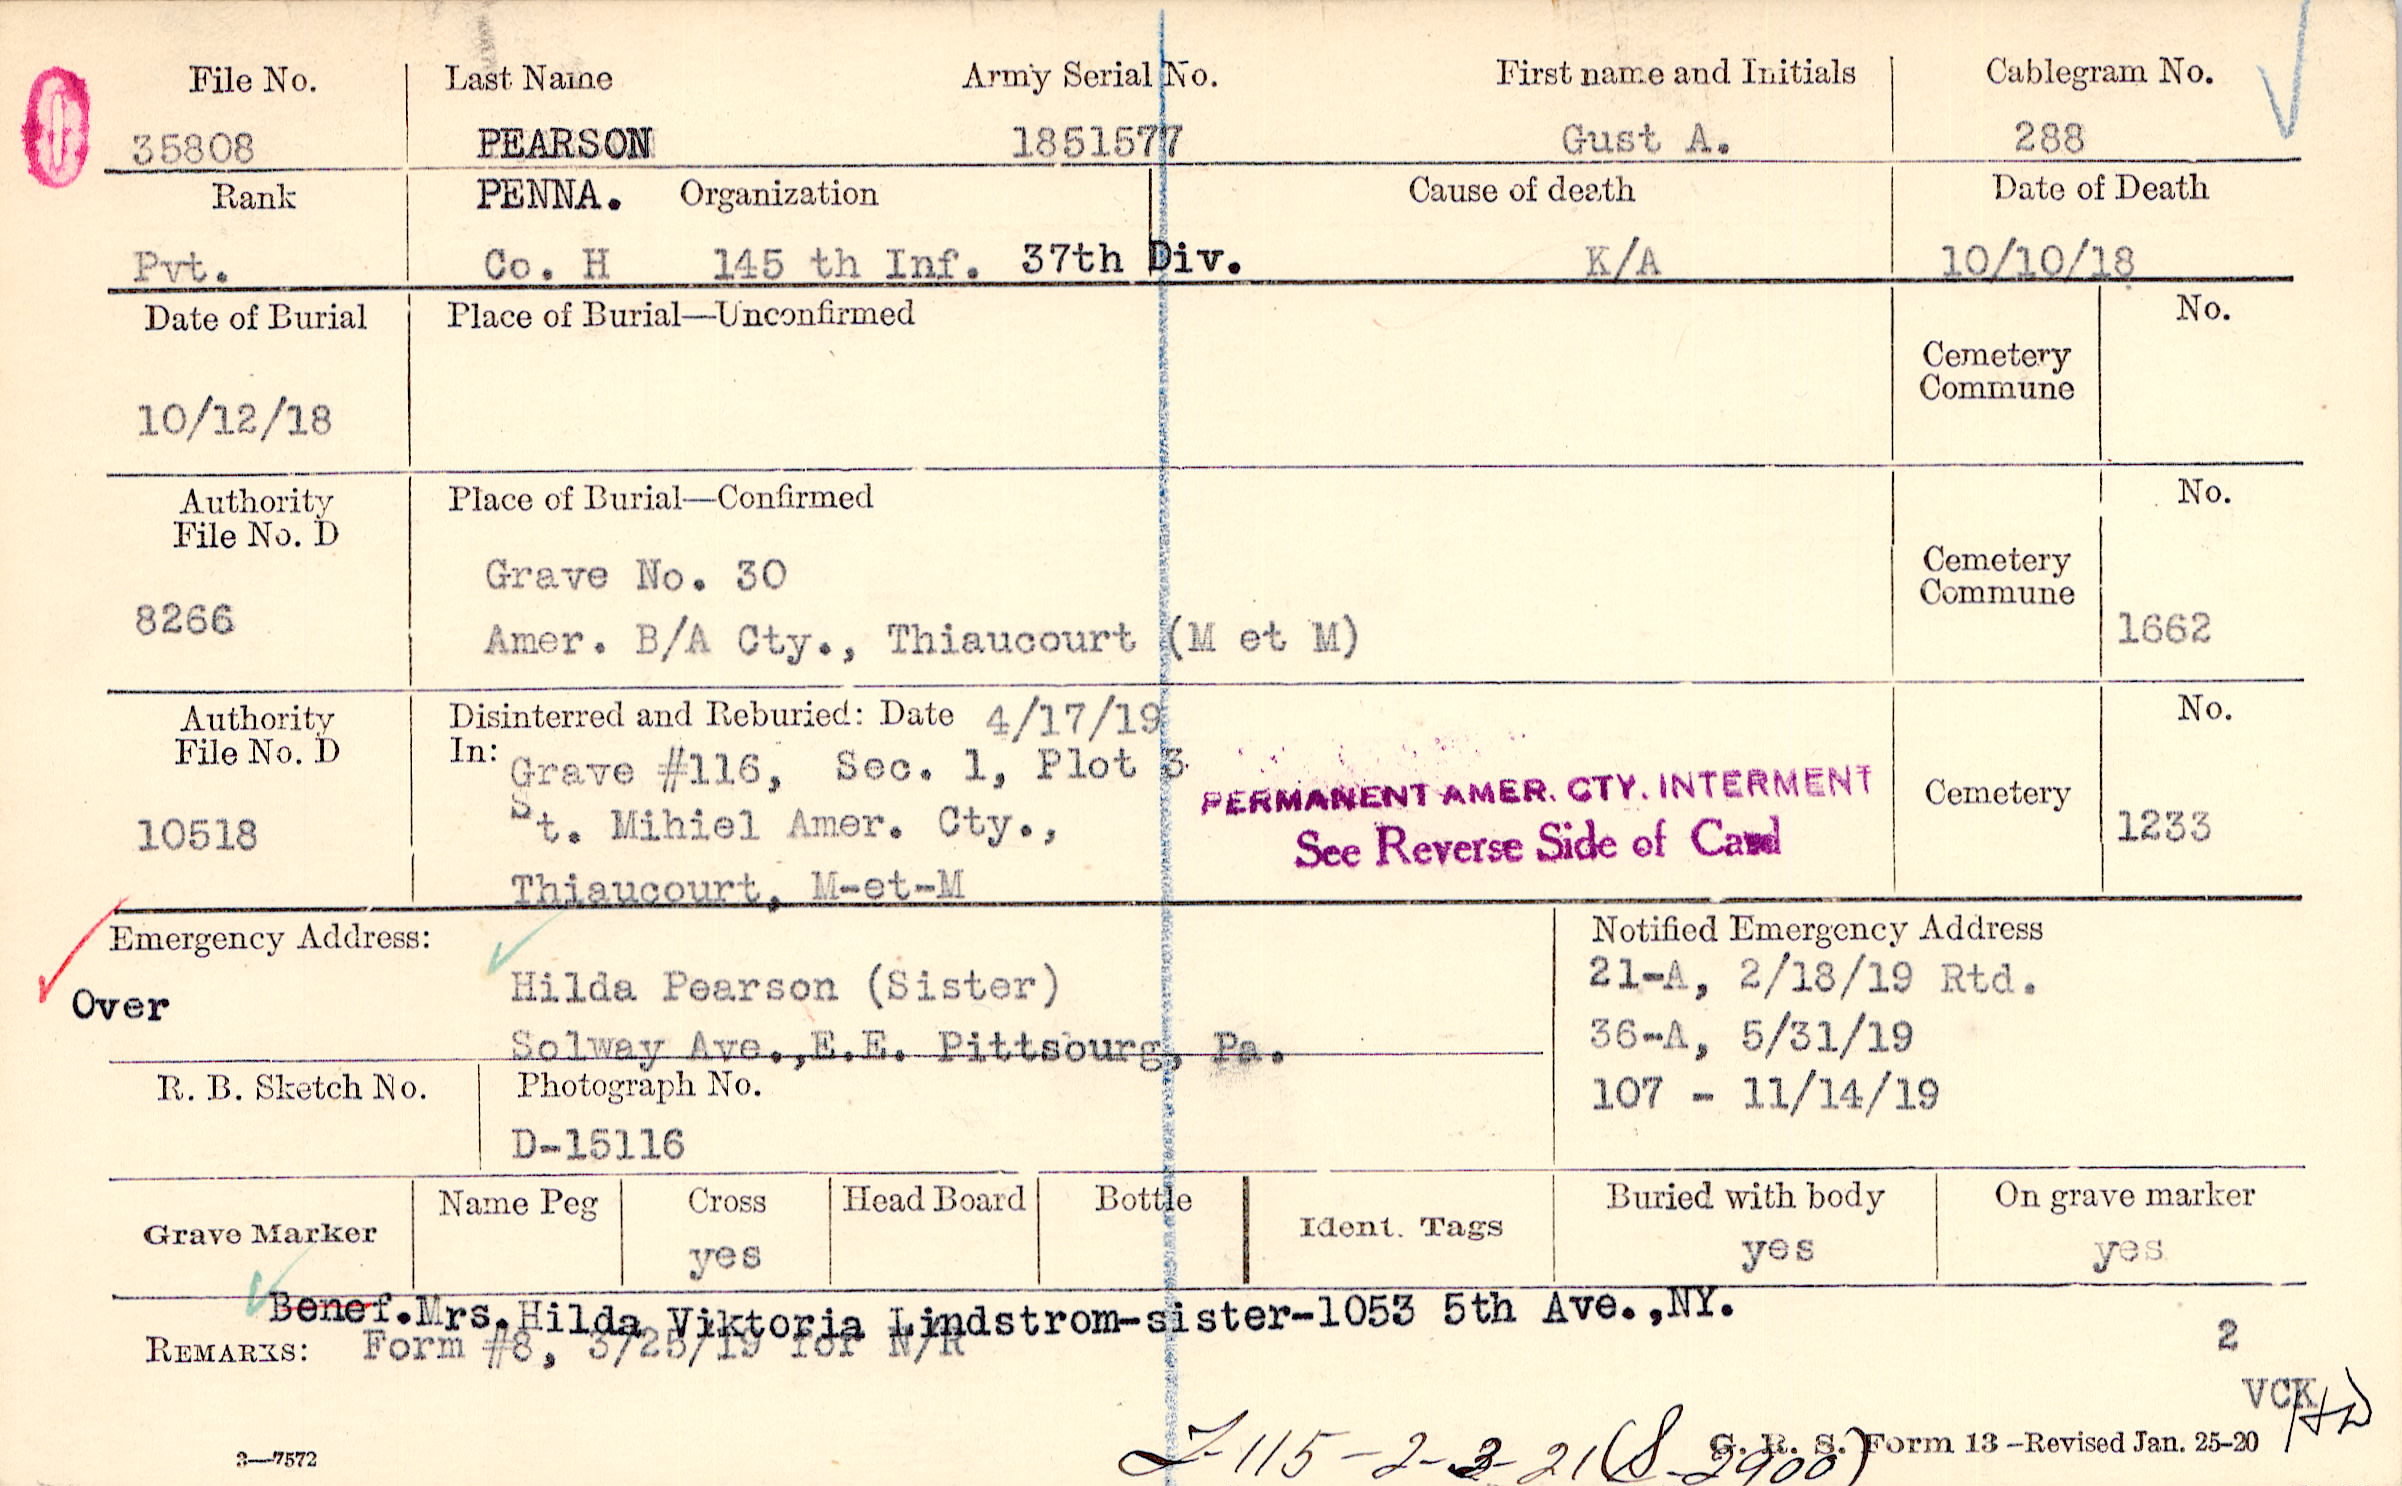 File No. Last Name Army Serial No. First name and Initials Cablegram No.
35808 PEARSON 1851577 Gust A. 288
Rank PENNA. Organization Cause of death Date of Death
Pvt. Co. H 145 th Inf. 37th Div. K/A 10/10/18
Date of Burial Place of Burial—Unconfirmed No.
Cemetery
Commune
10/12/18
Authority Place of Burial—Confirmed No.
File No. D
Grave No. 30 Cemetery
Commune
8266 Amer. B/A Cty., Thiaucourt (M et M) 1662
Authority Disinterred and Reburied: Date 4/17/19 No.
File No. D In: Grave #116, Sec. 1, Plot 3
PERMANENT AMER. CTY. INTERMENT Cemetery
10518 St. Mihiel Amer. Cty., See Reverse Side of Card 1233
Thiaucourt, M-et-M
Emergency Address: Notified Emergency Address
Over Hilda Pearson (Sister) 21-A, 2/18/19 Rtd.
Solway Ave.,E.E. Pittsburg, Pa. 36-A, 5/31/19
R. B. Sketch No. Photograph No. 107 - 11/14/19
D-15116
Grave Marker Name Peg Cross Head Board Bottle Ident. Tags Buried with body On grave marker
yes yes yes
Benef.Mrs.Hilda Viktoria Lindstrom-sister-1053 5th Ave.,NY.
REMARKS: Form #8, 3/25/19 for N/R 2
VCK
3—7572 G. R. S. Form 13—Revised Jan. 25-20